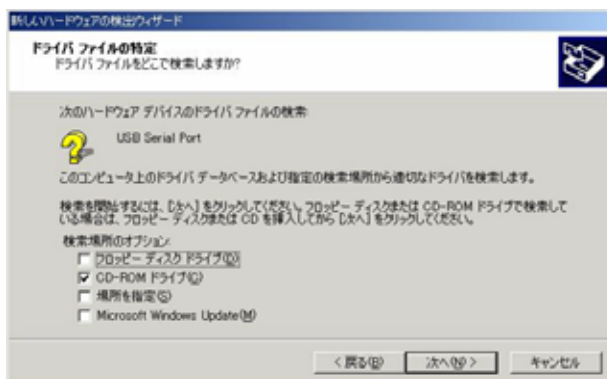 新しいハードウェアの検出ウィザード
ドライバ ファイルの特定
ドライバ ファイルをどこで検索しますか?
次のハードウェア デバイスのドライバ ファイルの検索:
USB Serial Port
このコンピュータ上のドライバ データベースおよび指定の検索場所から適切なドライバを検索します。
検索を開始するには、[次へ] をクリックしてください。フロッピー ディスクまたは CD-ROM ドライブで検索して
いる場合は、フロッピー ディスクまたは CD を挿入してから [次へ] をクリックしてください。
検索場所のオプション:
フロッピー ディスク ドライブ(D)
CD-ROM ドライブ(C)
場所を指定(S)
Microsoft Windows Update(M)
< 戻る(B) 次へ(N) > キャンセル